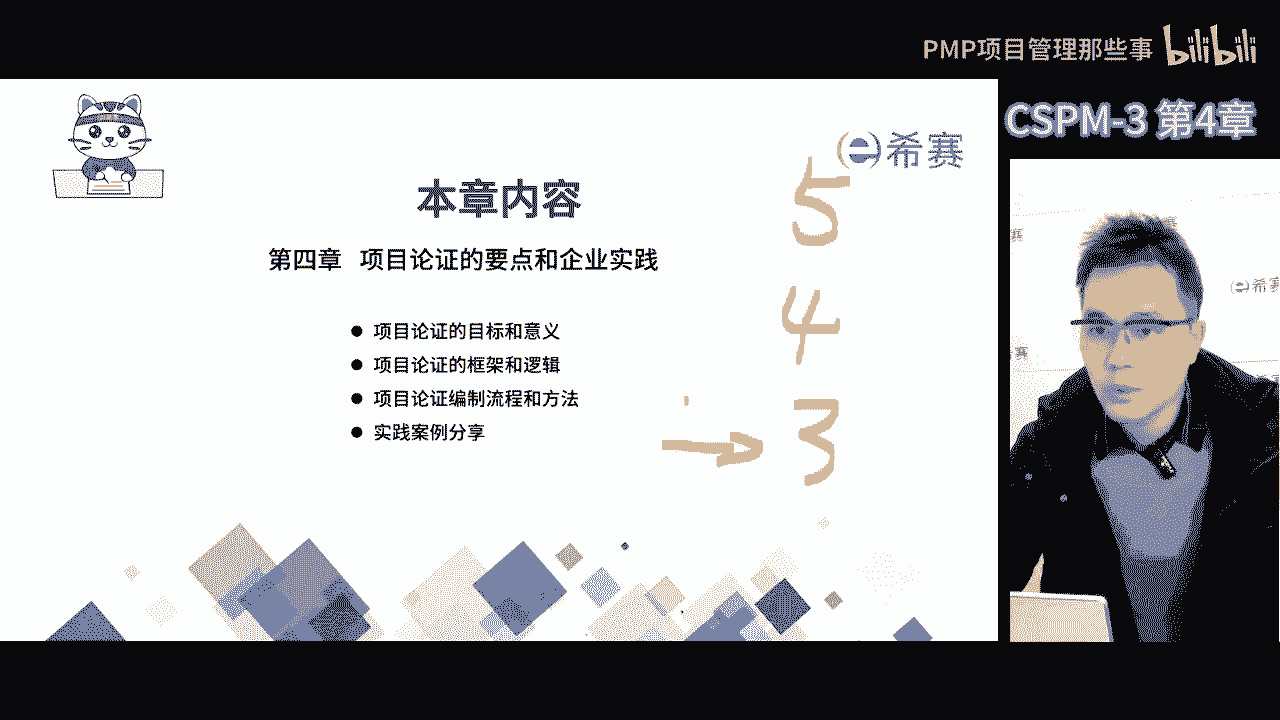 PMP项目管理那些事 bilibili
CSPM-3 第4章
e希赛
本章内容
第四章 项目论证的要点和企业实践
● 项目论证的目标和意义
● 项目论证的框架和逻辑
● 项目论证编制流程和方法
● 实践案例分享
5
4
→ 3
赛
e希赛
赛